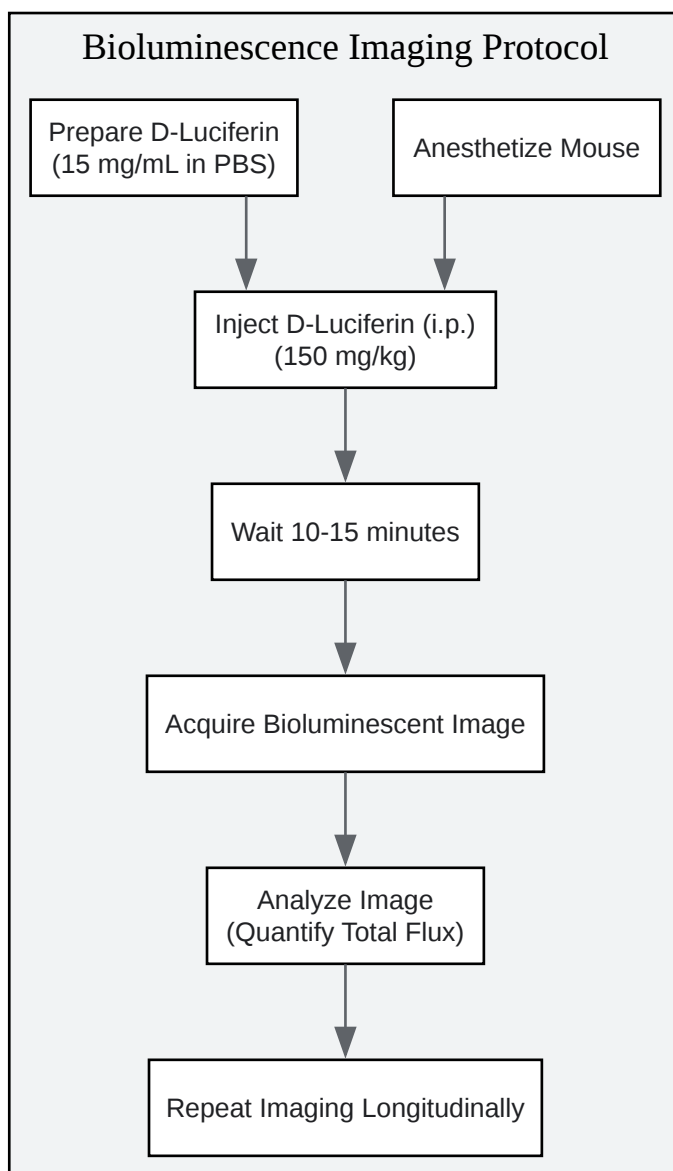 Bioluminescence Imaging Protocol
Prepare D-Luciferin
(15 mg/mL in PBS)
Anesthetize Mouse
Inject D-Luciferin (i.p.)
(150 mg/kg)
Wait 10-15 minutes
Acquire Bioluminescent Image
Analyze Image
(Quantify Total Flux)
Repeat Imaging Longitudinally